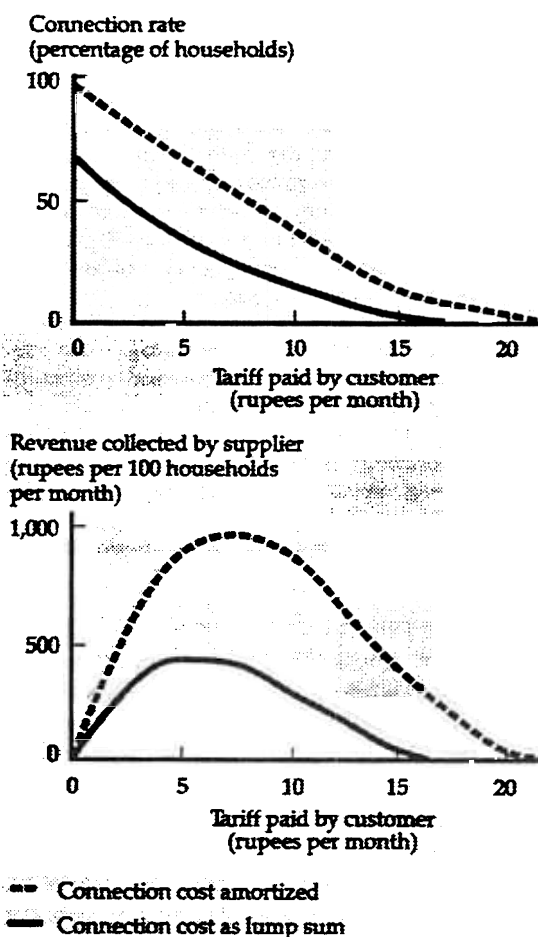 Connection rate
(percentage of households)
100
50
0
0 5 10 15 20
Tariff paid by customer
(rupees per month)
Revenue collected by supplier
(rupees per 100 households
per month)
1,000
500
0
0 5 10 15 20
Tariff paid by customer
(rupees per month)
Connection cost amortized
Connection cost as lump sum